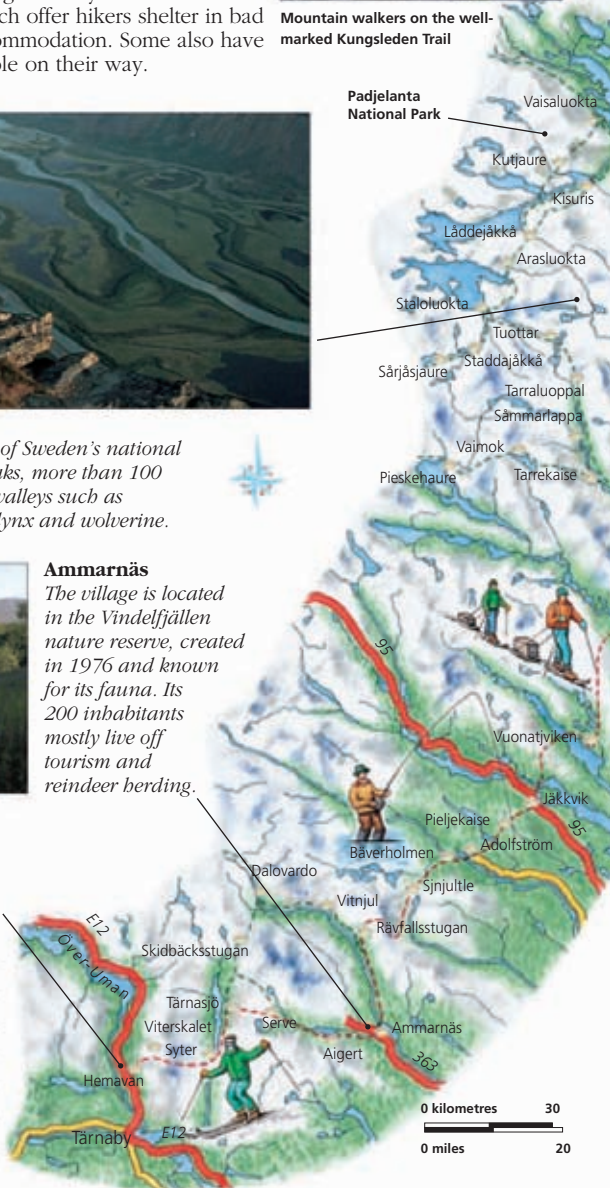 ch offer hikers shelter in bad
ommodation. Some also have
ole on their way.
Mountain walkers on the well-
marked Kungsleden Trail
Padjelanta
National Park
Vaisaluokta
Kutjaure
Kisuris
Låddejåkkå
Arasluokta
Staloluokta
Tuottar
Staddajåkkå
Sårjåsjaure
Tarraluoppal
Såmmarlappa
Vaimok
Pieskehaure
Tarrekaise
of Sweden's national
aks, more than 100
valleys such as
lynx and wolverine.
Ammarnäs
The village is located
in the Vindelfjällen
nature reserve, created
in 1976 and known
for its fauna. Its
200 inhabitants
mostly live off
tourism and
reindeer herding.
95
Vuonatjviken
Jäkkvik
95
Pieljekaise
Adolfström
Bäverholmen
Dalovardo
Sjnjultle
Vitnjul
Rävfallsstugan
E12
Över-Uman
Skidbäcksstugan
Tärnasjö
Viterskalet
Serve
Ammarnäs
Syter
Aigert
363
Hemavan
Tärnaby
E12
0 kilometres 30
0 miles 20